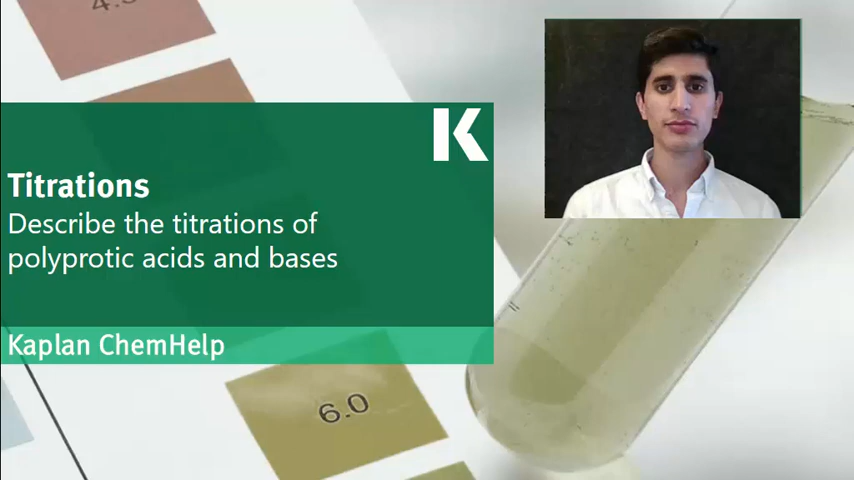 K
Titrations
Describe the titrations of
polyprotic acids and bases
Kaplan ChemHelp
6.0